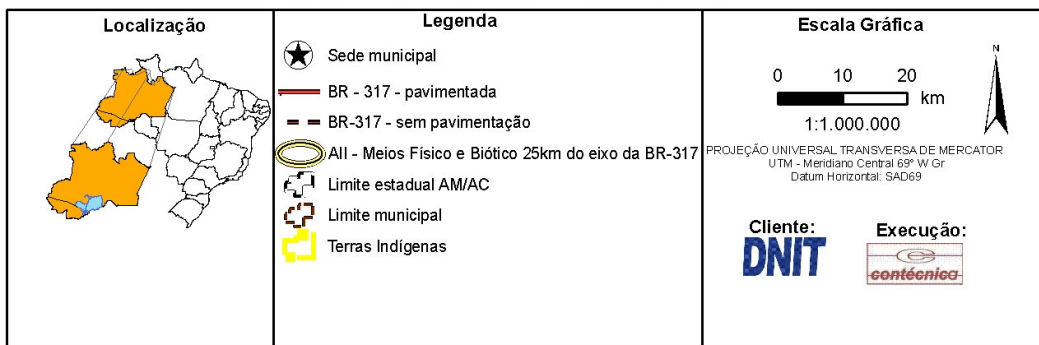 Localização
Legenda
Sede municipal
BR - 317 - pavimentada
BR-317 - sem pavimentação
AII - Meios Físico e Biótico 25km do eixo da BR-317
Limite estadual AM/AC
Limite municipal
Terras Indígenas
Escala Gráfica
N
0 10 20
km
1:1.000.000
PROJEÇÃO UNIVERSAL TRANSVERSA DE MERCATOR
UTM - Meridiano Central 69º W Gr
Datum Horizontal: SAD69
Cliente:
DNIT
Execução:
contécnica